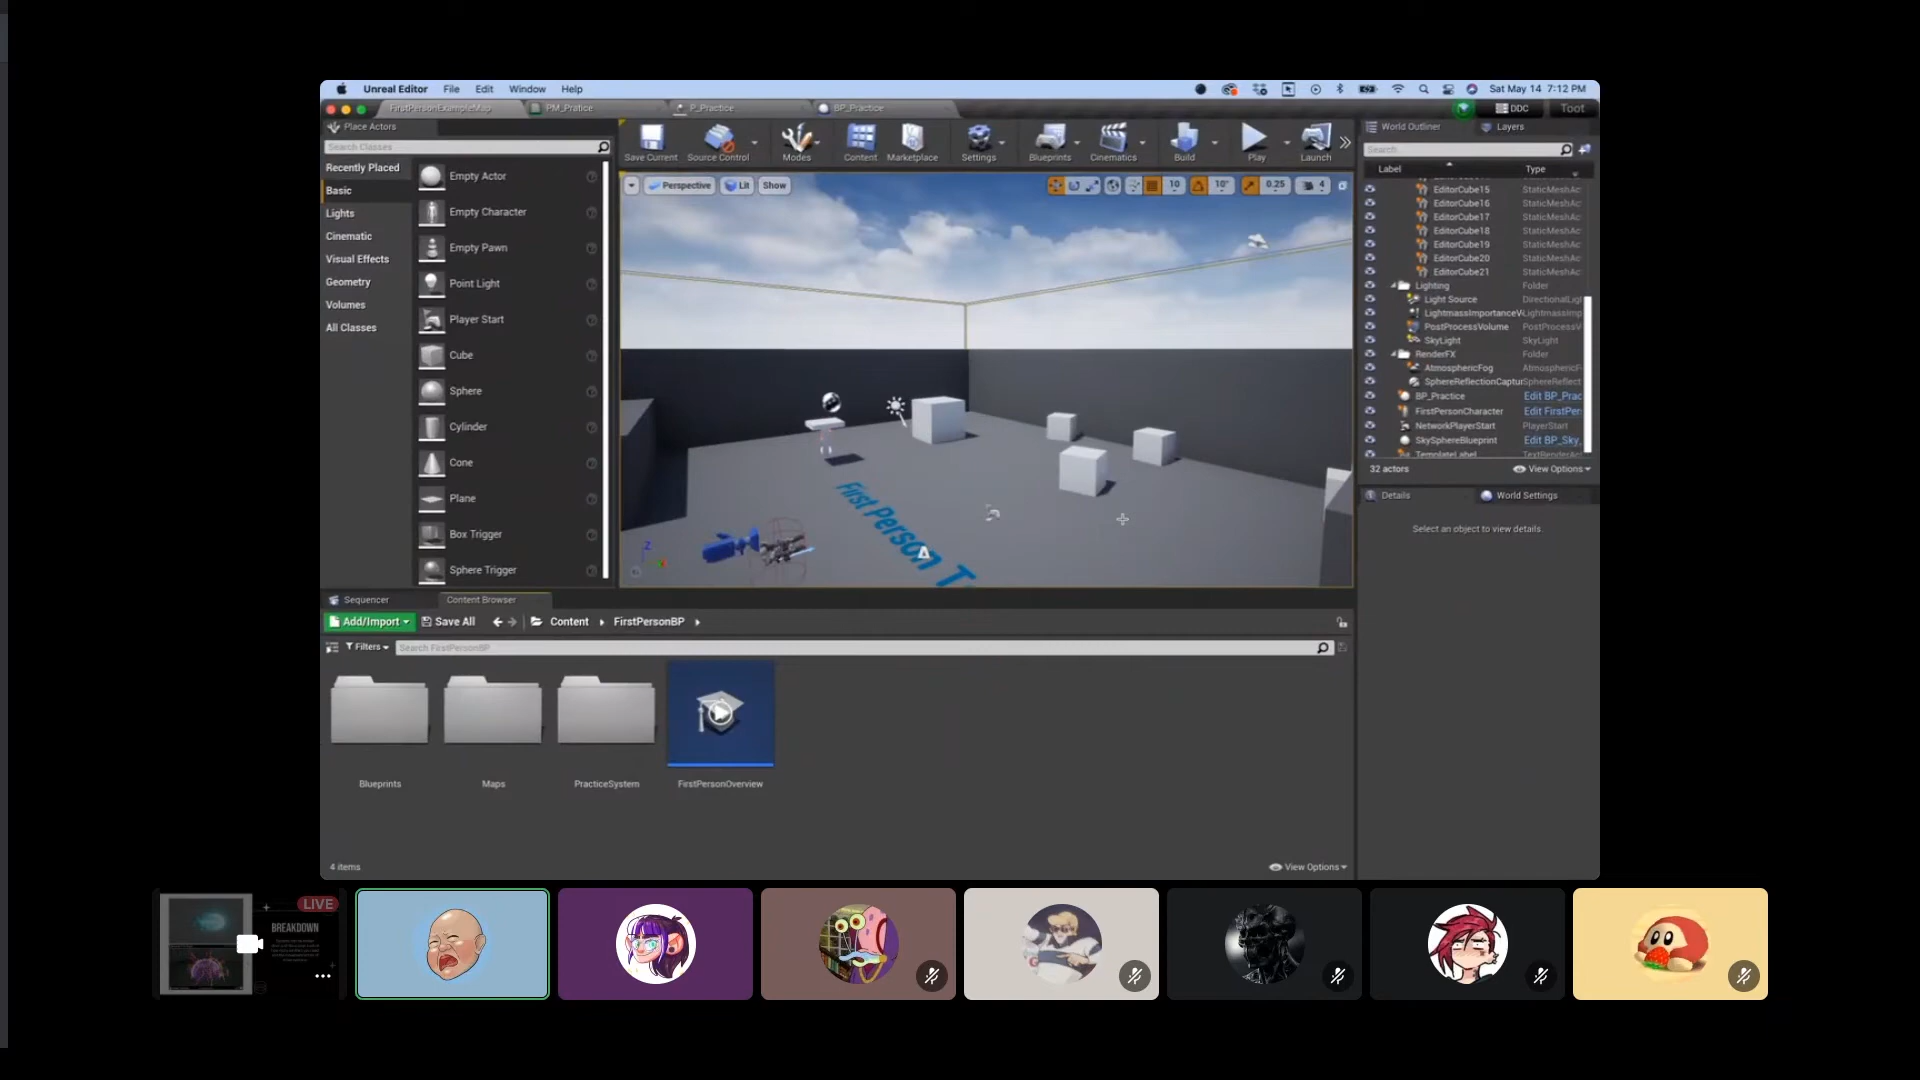 Unreal Editor File Edit Window Help
Sat May 14 7:12 PM
FirstPersonExampleMap PM_Pratice P_Practice BP_Practice
DDC Toot
Place Actors
Search Classes
Recently Placed
Basic
Lights
Cinematic
Visual Effects
Geometry
Volumes
All Classes
Empty Actor
Empty Character
Empty Pawn
Point Light
Player Start
Cube
Sphere
Cylinder
Cone
Plane
Box Trigger
Sphere Trigger
Save Current Source Control Modes Content Marketplace Settings Blueprints Cinematics Build Play Launch
Perspective Lit Show
10 10° 0.25 4
First Person T
Z
World Outliner Layers
Search
Label Type
EditorCube15 StaticMeshAc
EditorCube16 StaticMeshAc
EditorCube17 StaticMeshAc
EditorCube18 StaticMeshAc
EditorCube19 StaticMeshAc
EditorCube20 StaticMeshAc
EditorCube21 StaticMeshAc
Lighting Folder
Light Source DirectionalLig
LightmassImportanceV LightmassImp
PostProcessVolume PostProcessV
SkyLight SkyLight
RenderFX Folder
AtmosphericFog AtmosphericF
SphereReflectionCaptur SphereReflect
BP_Practice Edit BP_Prac
FirstPersonCharacter Edit FirstPer
NetworkPlayerStart PlayerStart
SkySphereBlueprint Edit BP_Sky_
TemplateLabel TextRenderAc
32 actors View Options
Details World Settings
Select an object to view details.
Sequencer Content Browser
Add/Import Save All Content FirstPersonBP
Filters Search FirstPersonBP
Blueprints Maps PracticeSystem FirstPersonOverview
4 items View Options
LIVE
BREAKDOWN